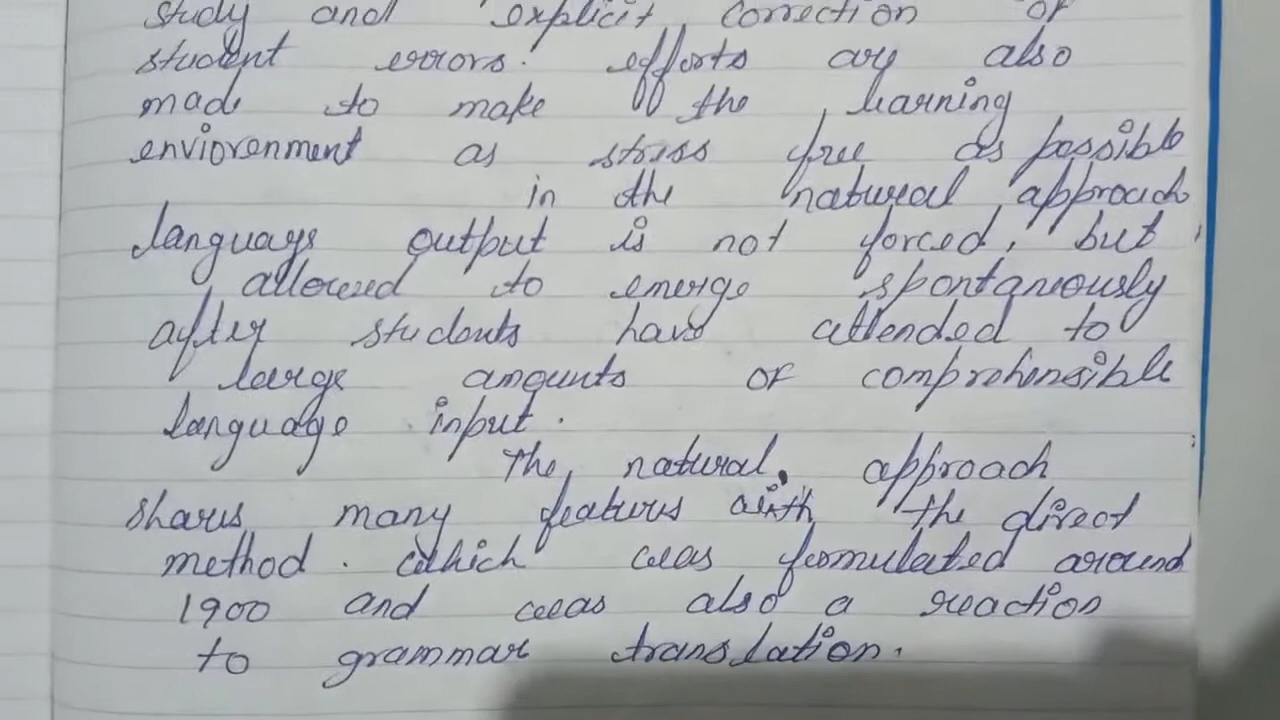 study and explicit correction of
student errors. efforts are also
made to make the learning
enviorenment as stress free as possible
in the natural approach
language output is not forced, but
allowed to emerge spontaneously
after students have attended to
large amounts of comprehensible
language input.
The natural, approach
shares many features with the direct
method. Which was formulated around
1900 and was also a reaction
to grammar translation.